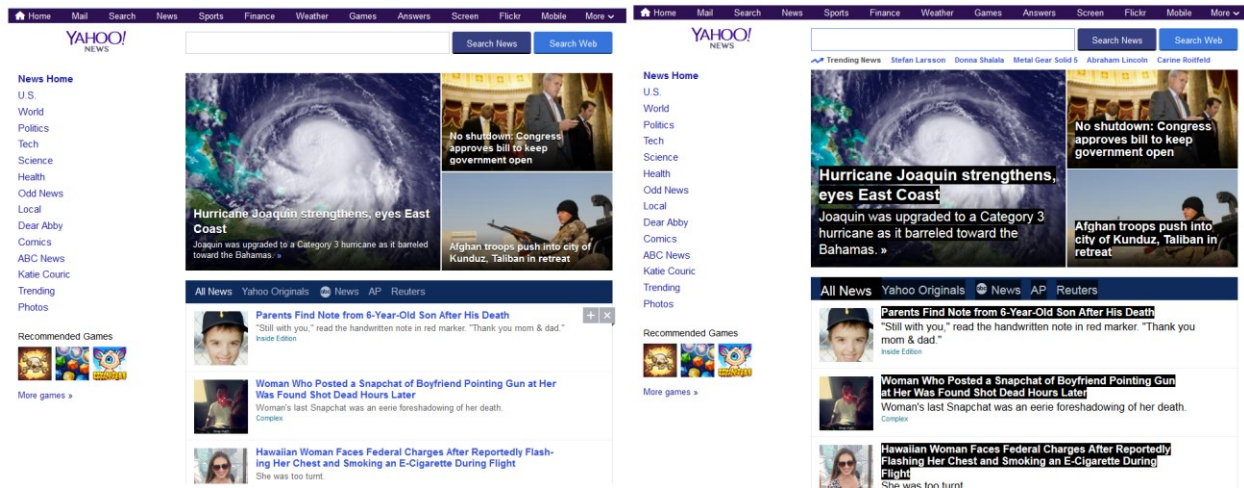 Home Mail Search News Sports Finance Weather Games Answers Screen Flickr Mobile More
YAHOO!
NEWS
Search News Search Web
News Home
U.S.
World
Politics
Tech
Science
Health
Odd News
Local
Dear Abby
Comics
ABC News
Katie Couric
Trending
Photos
Recommended Games
More games »
Hurricane Joaquin strengthens, eyes East
Coast
Joaquin was upgraded to a Category 3 hurricane as it barreled
toward the Bahamas. »
No shutdown: Congress
approves bill to keep
government open
Afghan troops push into city of
Kunduz, Taliban in retreat
All News Yahoo Originals abc News AP Reuters
Parents Find Note from 6-Year-Old Son After His Death
"Still with you," read the handwritten note in red marker. "Thank you mom & dad."
Inside Edition
Woman Who Posted a Snapchat of Boyfriend Pointing Gun at Her
Was Found Shot Dead Hours Later
Woman's last Snapchat was an eerie foreshadowing of her death.
Complex
Hawaiian Woman Faces Federal Charges After Reportedly Flash-
ing Her Chest and Smoking an E-Cigarette During
Flight
She was too turnt.
Home Mail Search News Sports Finance Weather Games Answers Screen Flickr Mobile More
YAHOO!
NEWS
Search News Search Web
Trending News Stefan Larsson Donna Shalala Metal Gear Solid 5 Abraham Lincoln Carine Roitfeld
News Home
U.S.
World
Politics
Tech
Science
Health
Odd News
Local
Dear Abby
Comics
ABC News
Katie Couric
Trending
Photos
Recommended Games
More games »
Hurricane Joaquin strengthens,
eyes East Coast
Joaquin was upgraded to a Category 3
hurricane as it barreled toward the
Bahamas. »
No shutdown: Congress
approves bill to keep
government open
Afghan troops push into
city of Kunduz, Taliban in
retreat
All News Yahoo Originals abc News AP Reuters
Parents Find Note from 6-Year-Old Son After His Death
"Still with you," read the handwritten note in red marker. "Thank you
mom & dad."
Inside Edition
Woman Who Posted a Snapchat of Boyfriend Pointing Gun
at Her Was Found Shot Dead Hours Later
Woman's last Snapchat was an eerie foreshadowing of her death.
Complex
Hawaiian Woman Faces Federal Charges After Reportedly
Flashing Her Chest and Smoking an E-Cigarette During
Flight
She was too turnt.